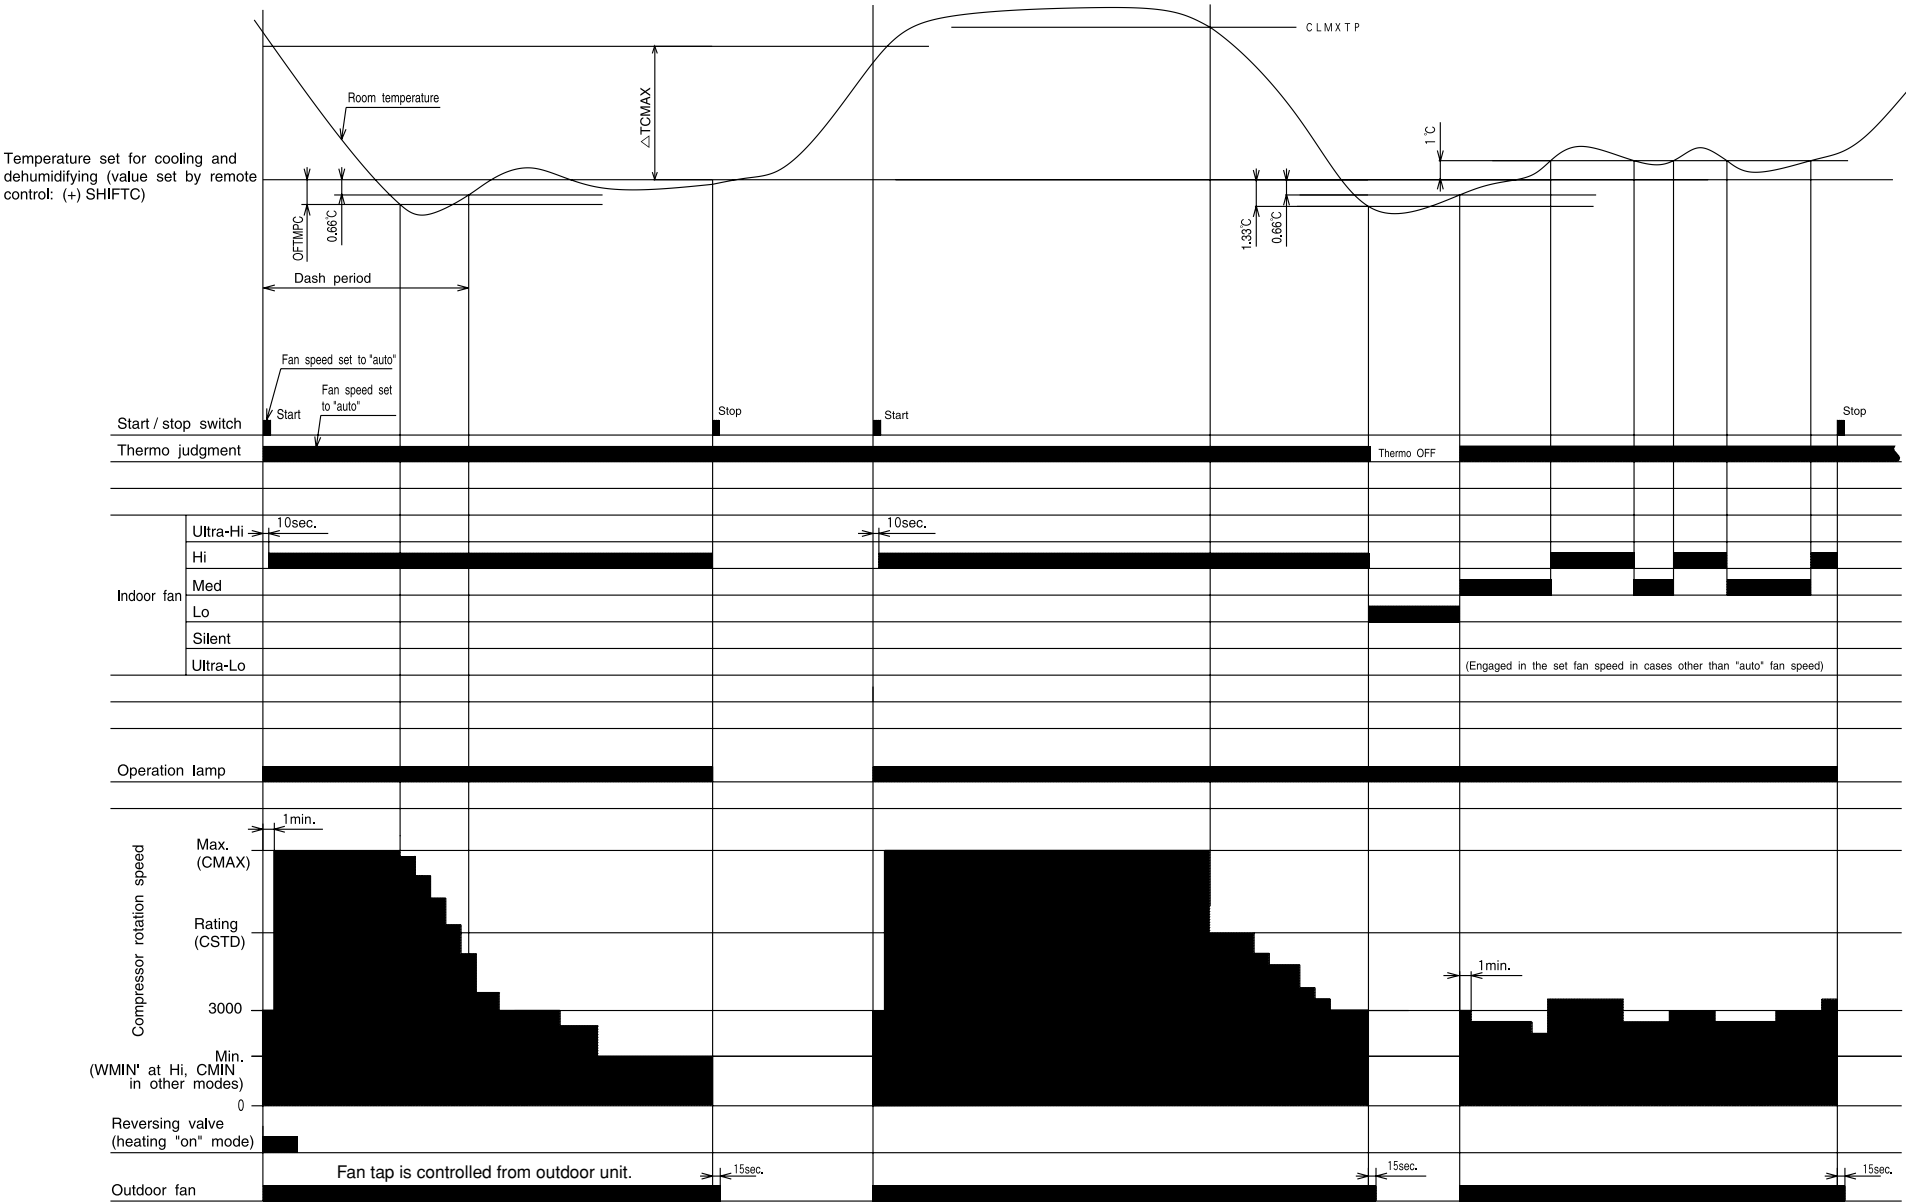 CLMXTP
Room temperature
△TCMAX
1℃
Temperature set for cooling and
dehumidifying (value set by remote
control: (+) SHIFTC)
OFTMPC
0.66℃
1.33℃
0.66℃
Dash period
Fan speed set to "auto"
Fan speed set
to "auto"
Start / stop switch
Start
Stop
Start
Stop
Thermo judgment
Thermo OFF
Indoor fan
Ultra-Hi
10sec.
10sec.
Hi
Med
Lo
Silent
Ultra-Lo
(Engaged in the set fan speed in cases other than "auto" fan speed)
Operation lamp
Compressor rotation speed
1min.
Max.
(CMAX)
Rating
(CSTD)
1min.
3000
Min.
(WMIN' at Hi, CMIN
in other modes)
0
Reversing valve
(heating "on" mode)
Fan tap is controlled from outdoor unit.
15sec.
15sec.
15sec.
Outdoor fan